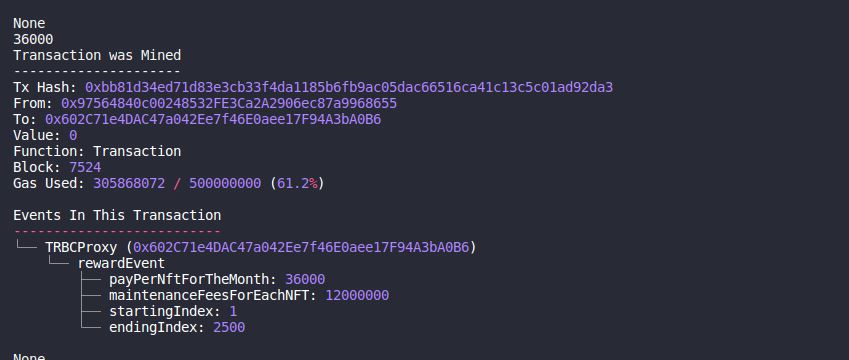 None
36000
Transaction was Mined
---------------------
Tx Hash: 0xbb81d34ed71d83e3cb33f4da1185b6fb9ac05dac66516ca41c13c5c01ad92da3
From: 0x97564840c00248532FE3Ca2A2906ec87a9968655
To: 0x602C71e4DAC47a042Ee7f46E0aee17F94A3bA0B6
Value: 0
Function: Transaction
Block: 7524
Gas Used: 305868072 / 500000000 (61.2%)
Events In This Transaction
--------------------------
└── TRBCProxy (0x602C71e4DAC47a042Ee7f46E0aee17F94A3bA0B6)
└── rewardEvent
├── payPerNftForTheMonth: 36000
├── maintenanceFeesForEachNFT: 12000000
├── startingIndex: 1
└── endingIndex: 2500
None